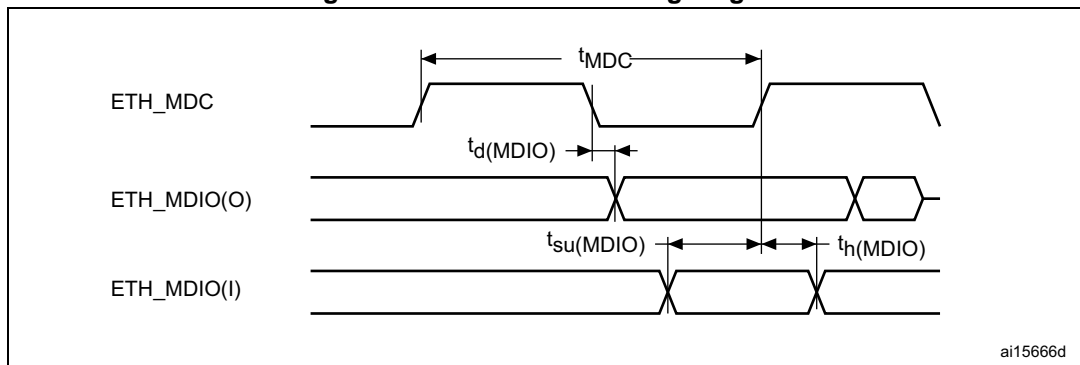 tMDC
ETH_MDC
td(MDIO)
ETH_MDIO(O)
tsu(MDIO)
th(MDIO)
ETH_MDIO(I)
ai15666d